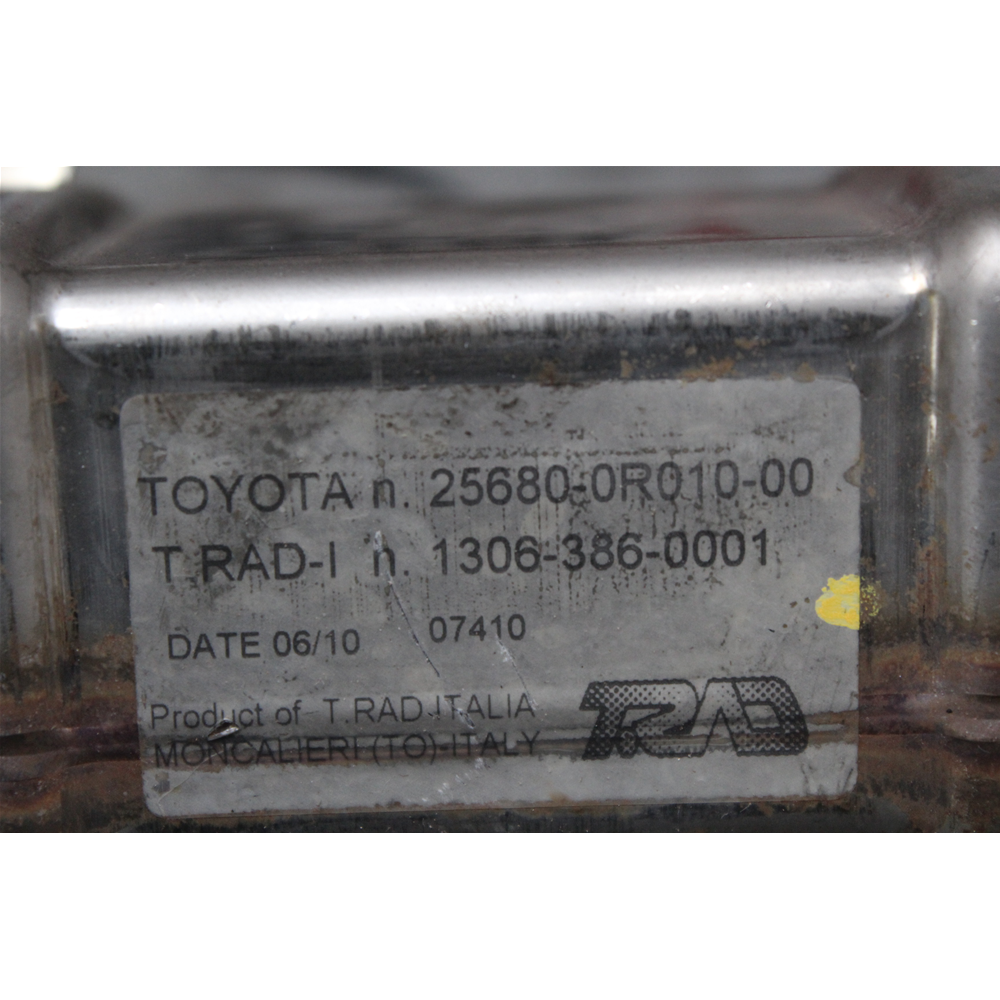 TOYOTA n. 25680-0R010-00
T.RAD-I n. 1306-386-0001
DATE 06/10 07410
Product of T.RAD ITALIA
MONCALIERI (TO)-ITALY
T.RAD